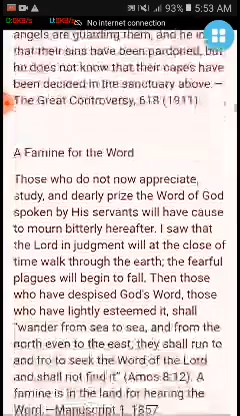 0:0KB/s U:0KB/s No internet connection 93% 5:53 AM
angels are guarding them, and he in
that their sins have been pardoned, but
he does not know that their cases have
been decided in the sanctuary above.—
The Great Controversy, 618 (1911)
A Famine for the Word
Those who do not now appreciate,
study, and dearly prize the Word of God
spoken by His servants will have cause
to mourn bitterly hereafter. I saw that
the Lord in judgment will at the close of
time walk through the earth; the fearful
plagues will begin to fall. Then those
who have despised God's Word, those
who have lightly esteemed it, shall
"wander from sea to sea, and from the
north even to the east; they shall run to
and fro to seek the Word of the Lord
and shall not find it" (Amos 8:12). A
famine is in the land for hearing the
Word.—Manuscript 1, 1857